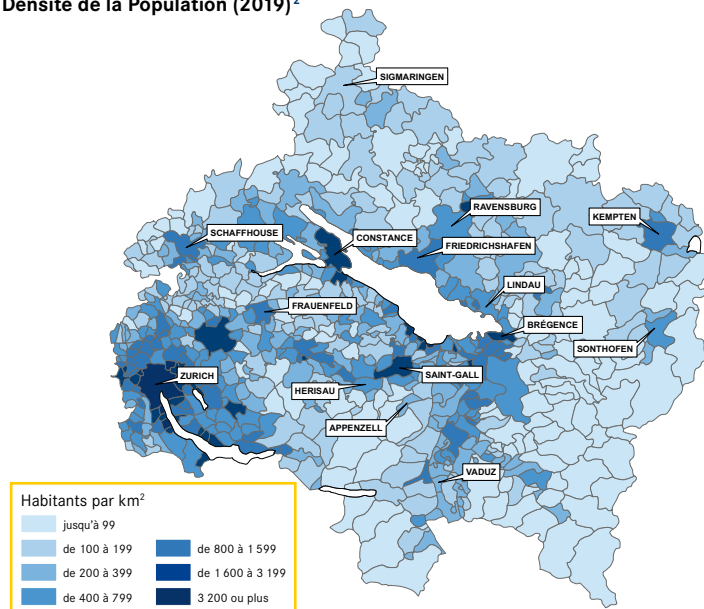 Densité de la Population (2019)²
SIGMARINGEN
RAVENSBURG
KEMPTEN
SCHAFFHOUSE
CONSTANCE
FRIEDRICHSHAFEN
LINDAU
FRAUENFELD
BRÉGENCE
SONTHOFEN
ZURICH
SAINT-GALL
HERISAU
APPENZELL
VADUZ
Habitants par km²
jusqu'à 99
de 100 à 199
de 200 à 399
de 400 à 799
de 800 à 1 599
de 1 600 à 3 199
3 200 ou plus